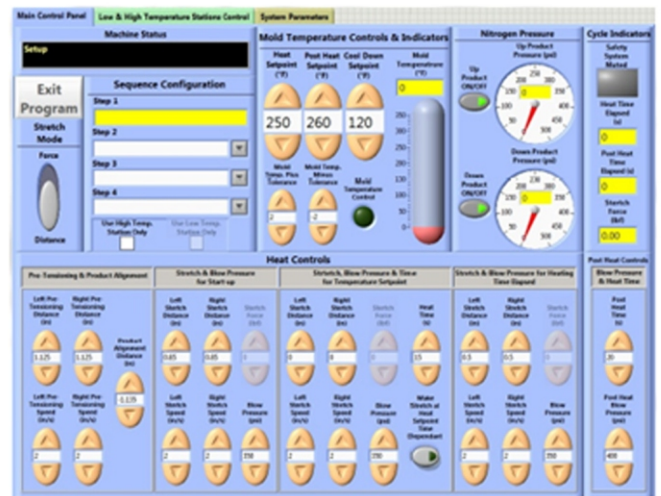 Main Control Panel
Low & High Temperature Stations Control
System Parameters
Machine Status
Setup
Exit
Program
Stretch
Mode
Force
Distance
Sequence Configuration
Step 1
Step 2
Step 3
Step 4
Use High Temp.
Station Only
Use Low Temp.
Station Only
Mold Temperature Controls & Indicators
Heat
Setpoint
(°F)
Post Heat
Setpoint
(°F)
Cool Down
Setpoint
(°F)
Mold
Temperature
(°F)
0
250
260
120
Mold
Temp. Plus
Tolerance
Mold Temp.
Minus
Tolerance
Mold
Temperature
Control
2
-2
Nitrogen Pressure
Up Product
Pressure (psi)
Up
Product
ON/OFF
0
Down Product
Pressure (psi)
Down
Product
ON/OFF
0
Cycle Indicators
Safety
System
Muted
Heat Time
Elapsed
(s)
0
Post Heat
Time
Elapsed (s)
0
Stretch
Force
(lbf)
0.00
Heat Controls
Pre-Tensioning & Product Alignment
Left Pre-
Tensioning
Distance
(in)
Right Pre-
Tensioning
Distance
(in)
1.125
1.125
Product
Alignment
Distance
(in)
-1.125
Left Pre-
Tensioning
Speed
(in/s)
Right Pre-
Tensioning
Speed
(in/s)
2
2
Stretch & Blow Pressure
for Start-up
Left
Stretch
Distance
(in)
Right
Stretch
Distance
(in)
Stretch
Force
(lbf)
0.65
0.65
Left
Stretch
Speed
(in/s)
Right
Stretch
Speed
(in/s)
Blow
Pressure
(psi)
2
2
350
Stretch, Blow Pressure & Time
for Temperature Setpoint
Left
Stretch
Distance
(in)
Right
Stretch
Distance
(in)
Stretch
Force
(lbf)
Heat
Time
(s)
0
0
15
Left
Stretch
Speed
(in/s)
Right
Stretch
Speed
(in/s)
Blow
Pressure
(psi)
Make
Stretch at
Heat
Setpoint
Time
Dependant
2
2
350
Stretch & Blow Pressure for Heating
Time Elapsed
Left
Stretch
Distance
(in)
Right
Stretch
Distance
(in)
Stretch
Force
(lbf)
0.5
0.5
Left
Stretch
Speed
(in/s)
Right
Stretch
Speed
(in/s)
Blow
Pressure
(psi)
2
2
350
Post Heat Controls
Blow Pressure
& Heat Time
Post
Heat
Time
(s)
20
Post Heat
Blow
Pressure
(psi)
400